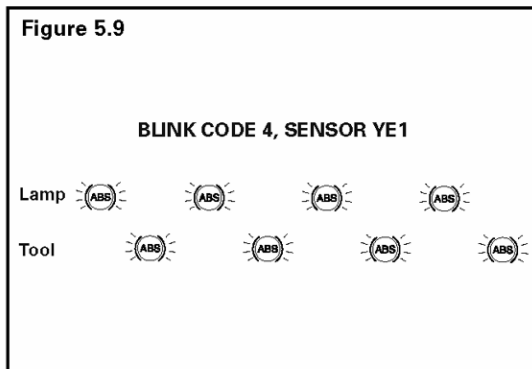 Figure 5.9
BLINK CODE 4, SENSOR YE1
Lamp ABS ABS ABS ABS
Tool ABS ABS ABS ABS